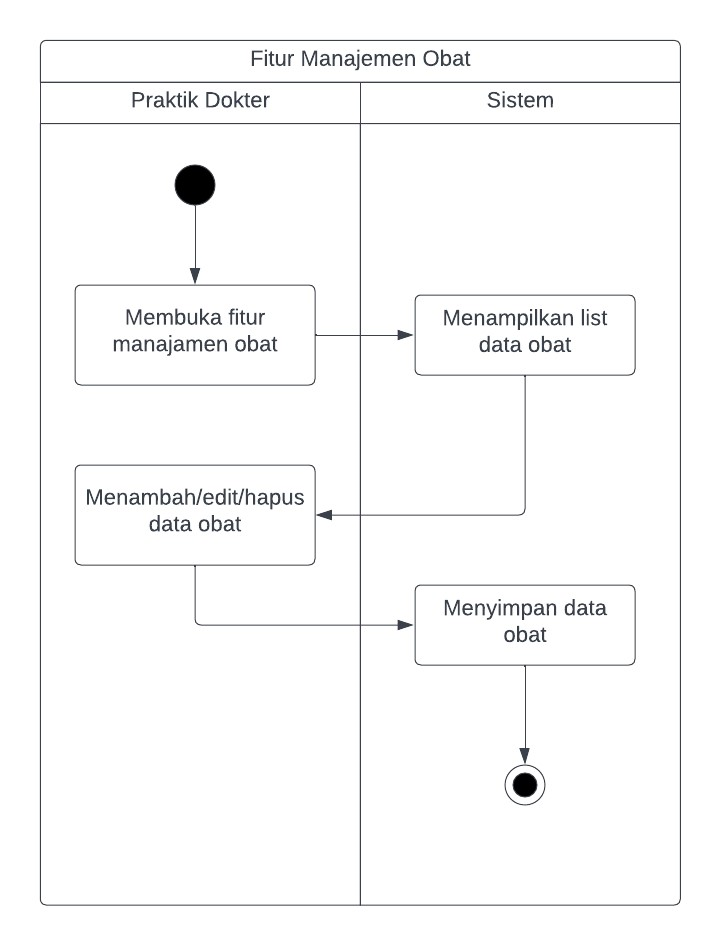 Fitur Manajemen Obat
Praktik Dokter
Sistem
Membuka fitur
manajamen obat
Menampilkan list
data obat
Menambah/edit/hapus
data obat
Menyimpan data
obat